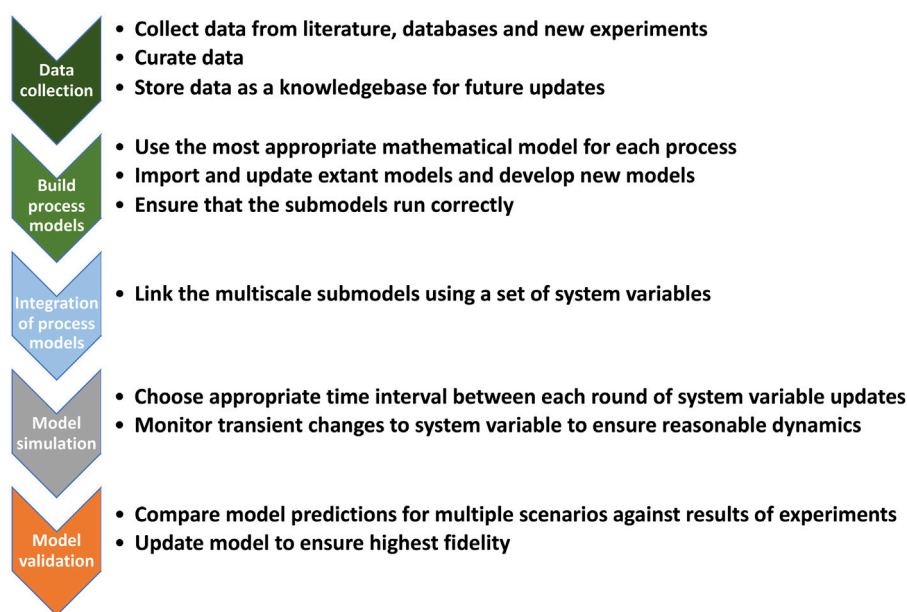 Data
collection
• Collect data from literature, databases and new experiments
• Curate data
• Store data as a knowledgebase for future updates
Build
process
models
• Use the most appropriate mathematical model for each process
• Import and update extant models and develop new models
• Ensure that the submodels run correctly
Integration
of process
models
• Link the multiscale submodels using a set of system variables
Model
simulation
• Choose appropriate time interval between each round of system variable updates
• Monitor transient changes to system variable to ensure reasonable dynamics
Model
validation
• Compare model predictions for multiple scenarios against results of experiments
• Update model to ensure highest fidelity